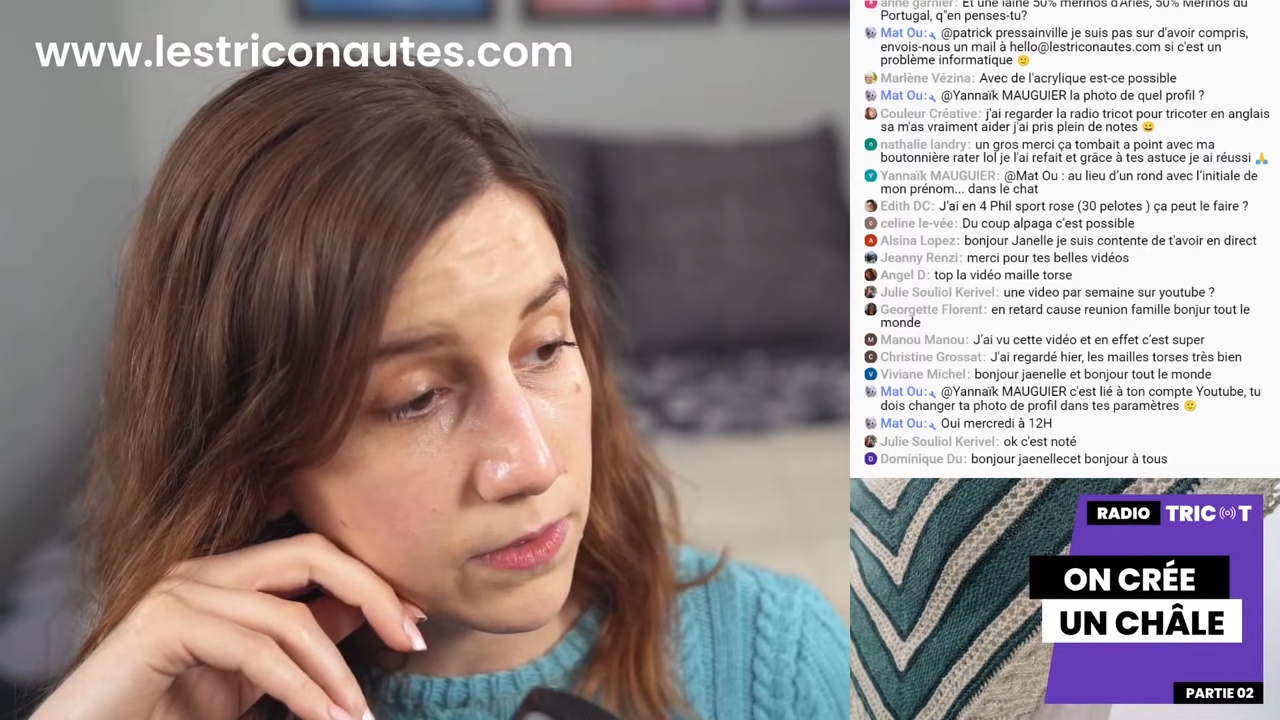 www.lestriconautes.com
anne garnier: Et une laine 50% mérinos d'Arles, 50% Mérinos du
Portugal, q"en penses-tu?
Mat Ou: @patrick pressainville je suis pas sur d'avoir compris,
envois-nous un mail à hello@lestriconautes.com si c'est un
problème informatique 🙂
Marlène Vézina: Avec de l'acrylique est-ce possible
Mat Ou: @Yannaïk MAUGUIER la photo de quel profil ?
Couleur Créative: j'ai regarder la radio tricot pour tricoter en anglais
sa m'as vraiment aider j'ai pris plein de notes 😀
n
nathalie landry: un gros merci ça tombait a point avec ma
boutonnière rater lol je l'ai refait et grâce à tes astuce je ai réussi 🙏
Y
Yannaïk MAUGUIER: @Mat Ou : au lieu d'un rond avec l'initiale de
mon prénom... dans le chat
Edith DC: J'ai en 4 Phil sport rose (30 pelotes ) ça peut le faire ?
c
celine le-vée: Du coup alpaga c'est possible
A
Alsina Lopez: bonjour Janelle je suis contente de t'avoir en direct
Jeanny Renzi: merci pour tes belles vidéos
Angel D: top la vidéo maille torse
Julie Souliol Kerivel: une video par semaine sur youtube ?
Georgette Florent: en retard cause reunion famille bonjur tout le
monde
M
Manou Manou: J'ai vu cette vidéo et en effet c'est super
C
Christine Grossat: J'ai regardé hier, les mailles torses très bien
V
Viviane Michel: bonjour jaenelle et bonjour tout le monde
Mat Ou: @Yannaïk MAUGUIER c'est lié à ton compte Youtube, tu
dois changer ta photo de profil dans tes paramètres 🙂
Mat Ou: Oui mercredi à 12H
Julie Souliol Kerivel: ok c'est noté
D
Dominique Du: bonjour jaenellecet bonjour à tous
RADIO TRICOT
ON CRÉE
UN CHÂLE
PARTIE 02